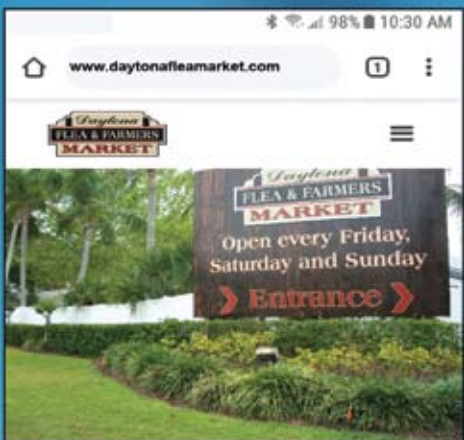 98% 10:30 AM
www.daytonafleamarket.com 1
Daytona
FLEA & FARMERS
MARKET
Daytona
FLEA & FARMERS
MARKET
Open every Friday,
Saturday and Sunday
Entrance